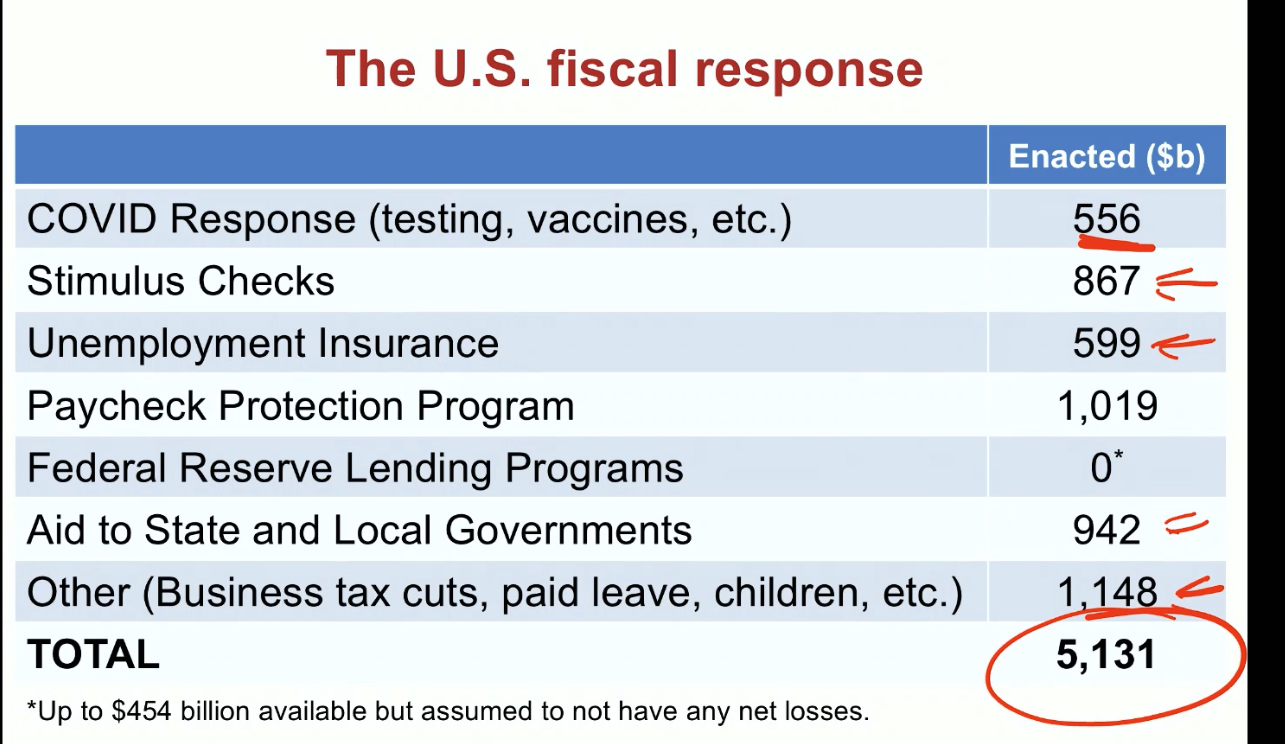 The U.S. fiscal response
Enacted ($b)
COVID Response (testing, vaccines, etc.) 556
Stimulus Checks 867
Unemployment Insurance 599
Paycheck Protection Program 1,019
Federal Reserve Lending Programs 0*
Aid to State and Local Governments 942
Other (Business tax cuts, paid leave, children, etc.) 1,148
TOTAL 5,131
*Up to $454 billion available but assumed to not have any net losses.